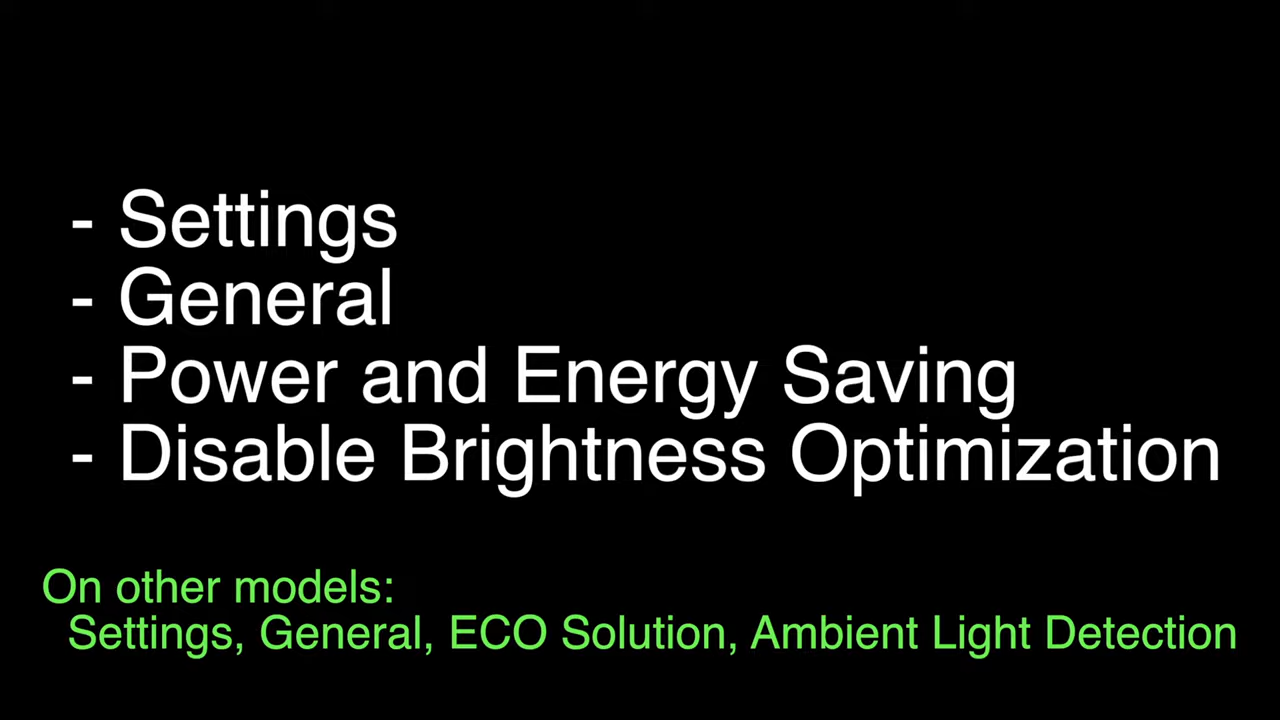 - Settings
- General
- Power and Energy Saving
- Disable Brightness Optimization
On other models:
Settings, General, ECO Solution, Ambient Light Detection